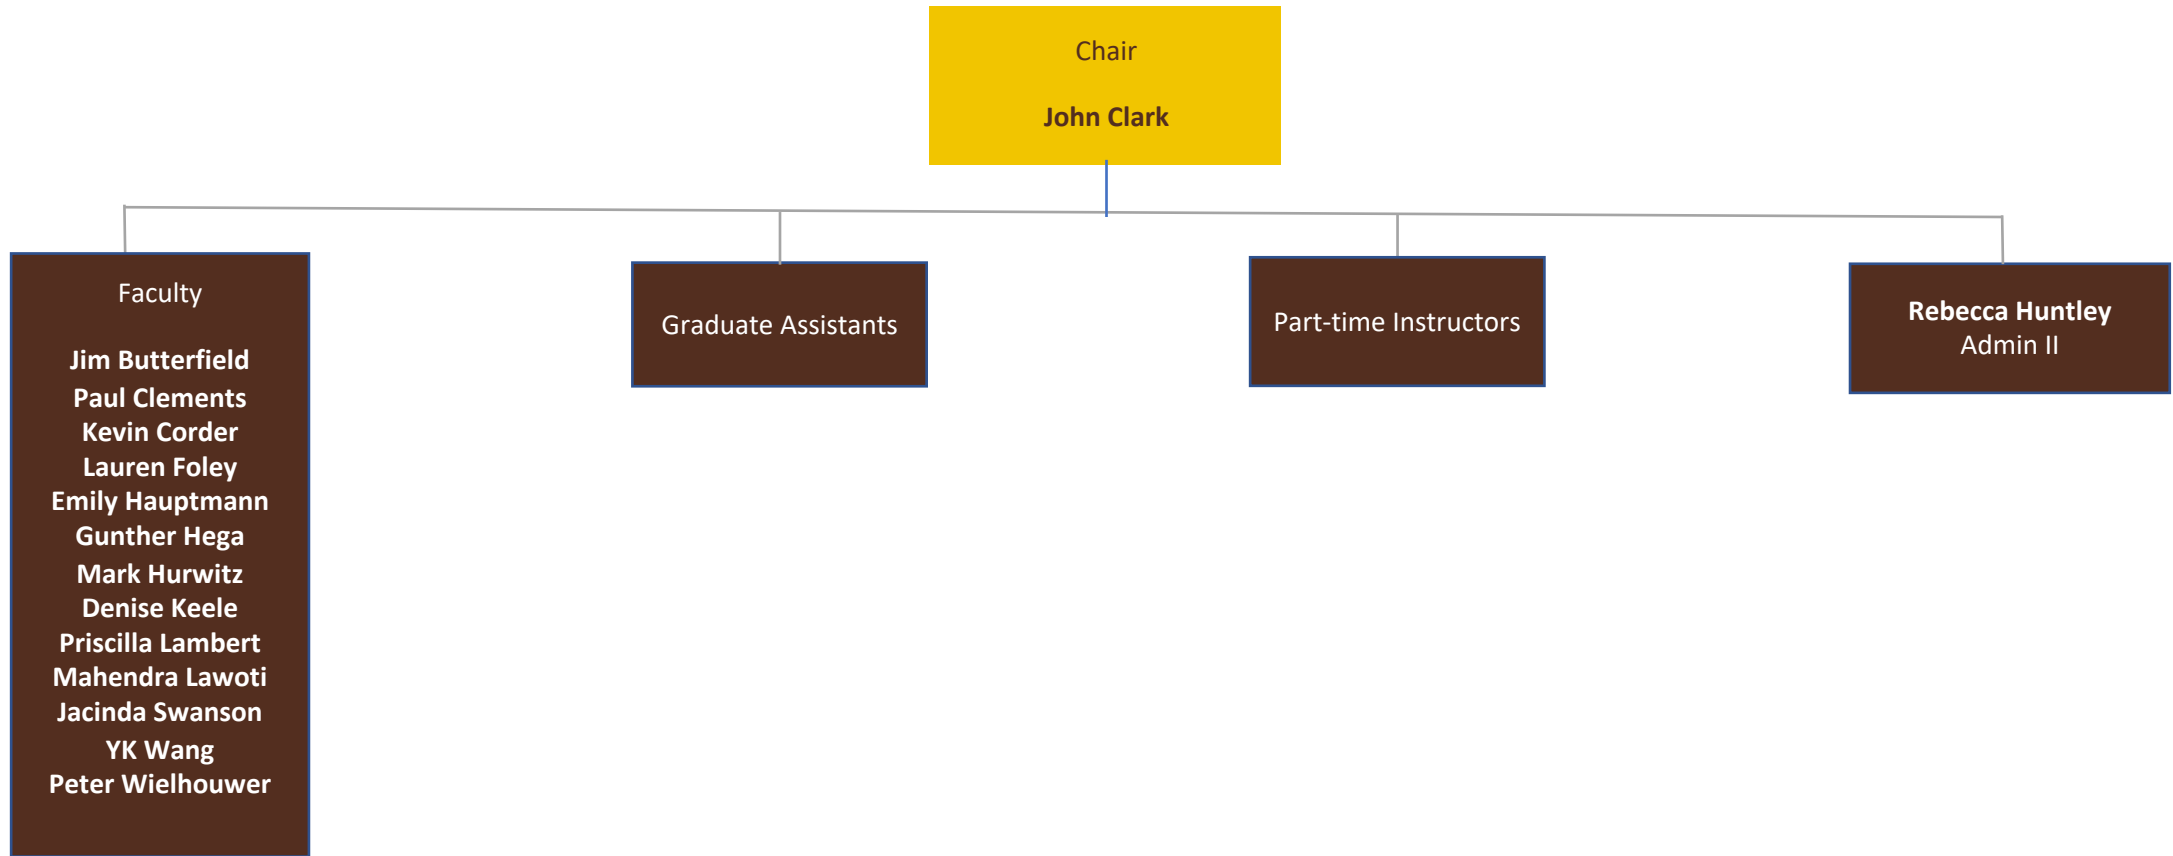 Chair
John Clark
Faculty
Jim Butterfield
Paul Clements
Kevin Corder
Lauren Foley
Emily Hauptmann
Gunther Hega
Mark Hurwitz
Denise Keele
Priscilla Lambert
Mahendra Lawoti
Jacinda Swanson
YK Wang
Peter Wielhouwer
Graduate Assistants
Part-time Instructors
Rebecca Huntley
Admin II